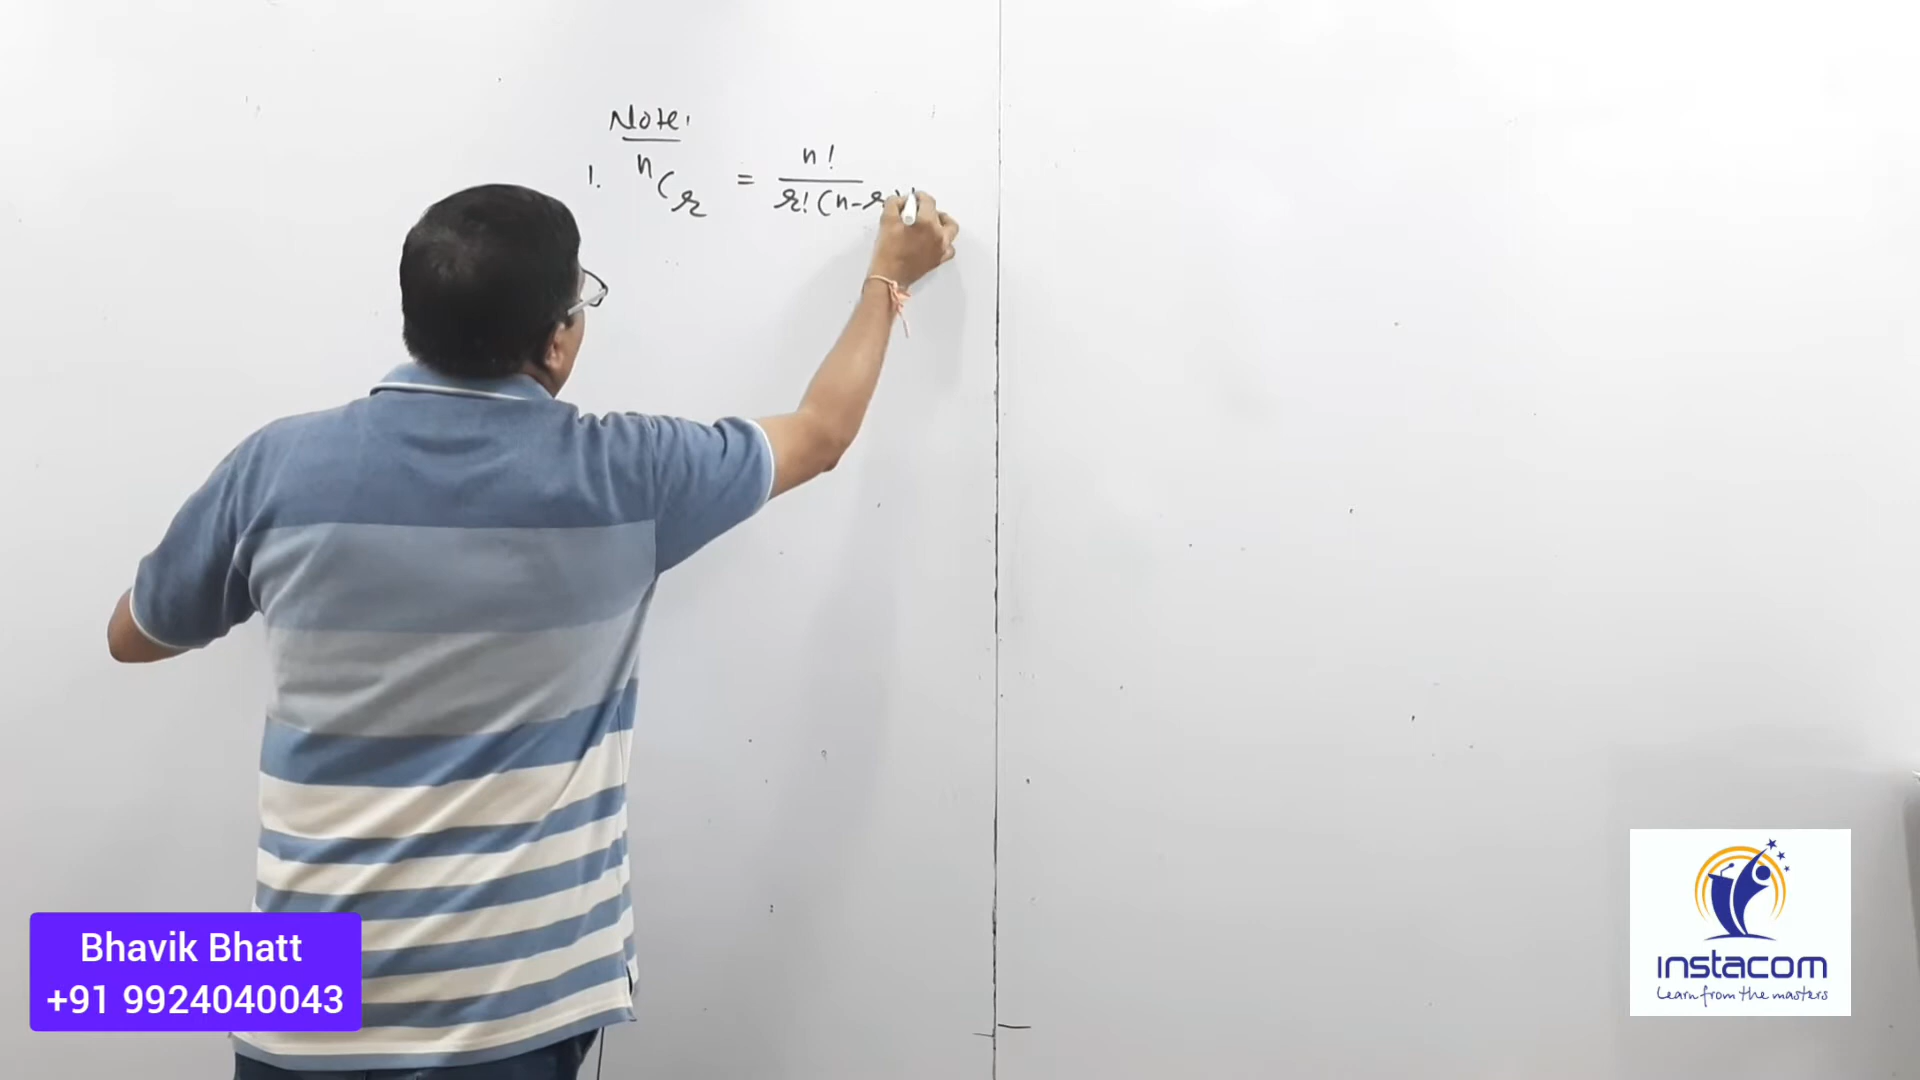 Note:
1. ⁿCᵣ = n! / r!(n-r)!
Bhavik Bhatt
+91 9924040043
instacom
Learn from the masters